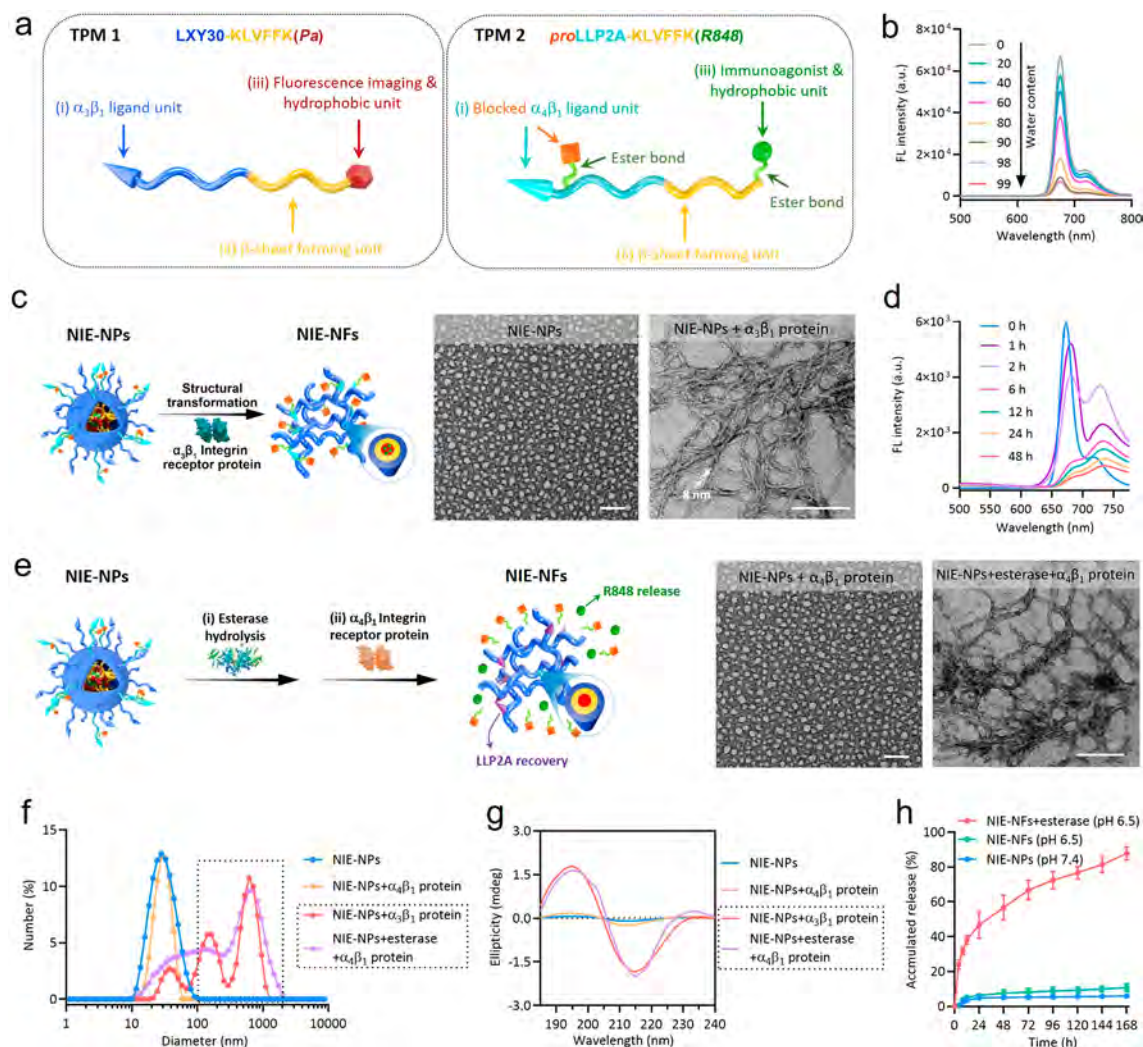 a
TPM 1
LXY30-KLVFFK(Pa)
(i) α3β1 ligand unit
(iii) Fluorescence imaging &
hydrophobic unit
(ii) β-sheet forming unit
TPM 2
proLLP2A-KLVFFK(R848)
(i) Blocked α4β1 ligand unit
(iii) Immunoagonist &
hydrophobic unit
Ester bond
Ester bond
(ii) β-sheet forming unit
b
FL intensity (a.u.)
8×10⁻⁴
6×10⁻⁴
4×10⁻⁴
2×10⁻⁴
0
0
20
40
60
80
90
98
99
Water content
500 600 700 800
Wavelength (nm)
c
NIE-NPs
NIE-NFs
Structural
transformation
α3β1 Integrin
receptor protein
NIE-NPs
NIE-NPs + α3β1 protein
8 nm
d
FL intensity (a.u.)
6×10³
4×10³
2×10³
0
0 h
1 h
2 h
6 h
12 h
24 h
48 h
500 550 600 650 700 750
Wavelength (nm)
e
NIE-NPs
(i) Esterase
hydrolysis
(ii) α4β1 Integrin
receptor protein
NIE-NFs
R848 release
LLP2A recovery
NIE-NPs + α4β1 protein
NIE-NPs+esterase+α4β1 protein
f
Number (%)
15
10
5
0
1 10 100 1000 10000
Diameter (nm)
NIE-NPs
NIE-NPs+α4β1 protein
NIE-NPs+α3β1 protein
NIE-NPs+esterase
+α4β1 protein
g
Ellipticity (mdeg)
3.0
1.5
0.0
-1.5
-3.0
190 200 210 220 230 240
Wavelength (nm)
NIE-NPs
NIE-NPs+α4β1 protein
NIE-NPs+α3β1 protein
NIE-NPs+esterase
+α4β1 protein
h
Accmulated release (%)
100
80
60
40
20
0
NIE-NFs+esterase (pH 6.5)
NIE-NFs (pH 6.5)
NIE-NPs (pH 7.4)
0 24 48 72 96 120 144 168
Time (h)